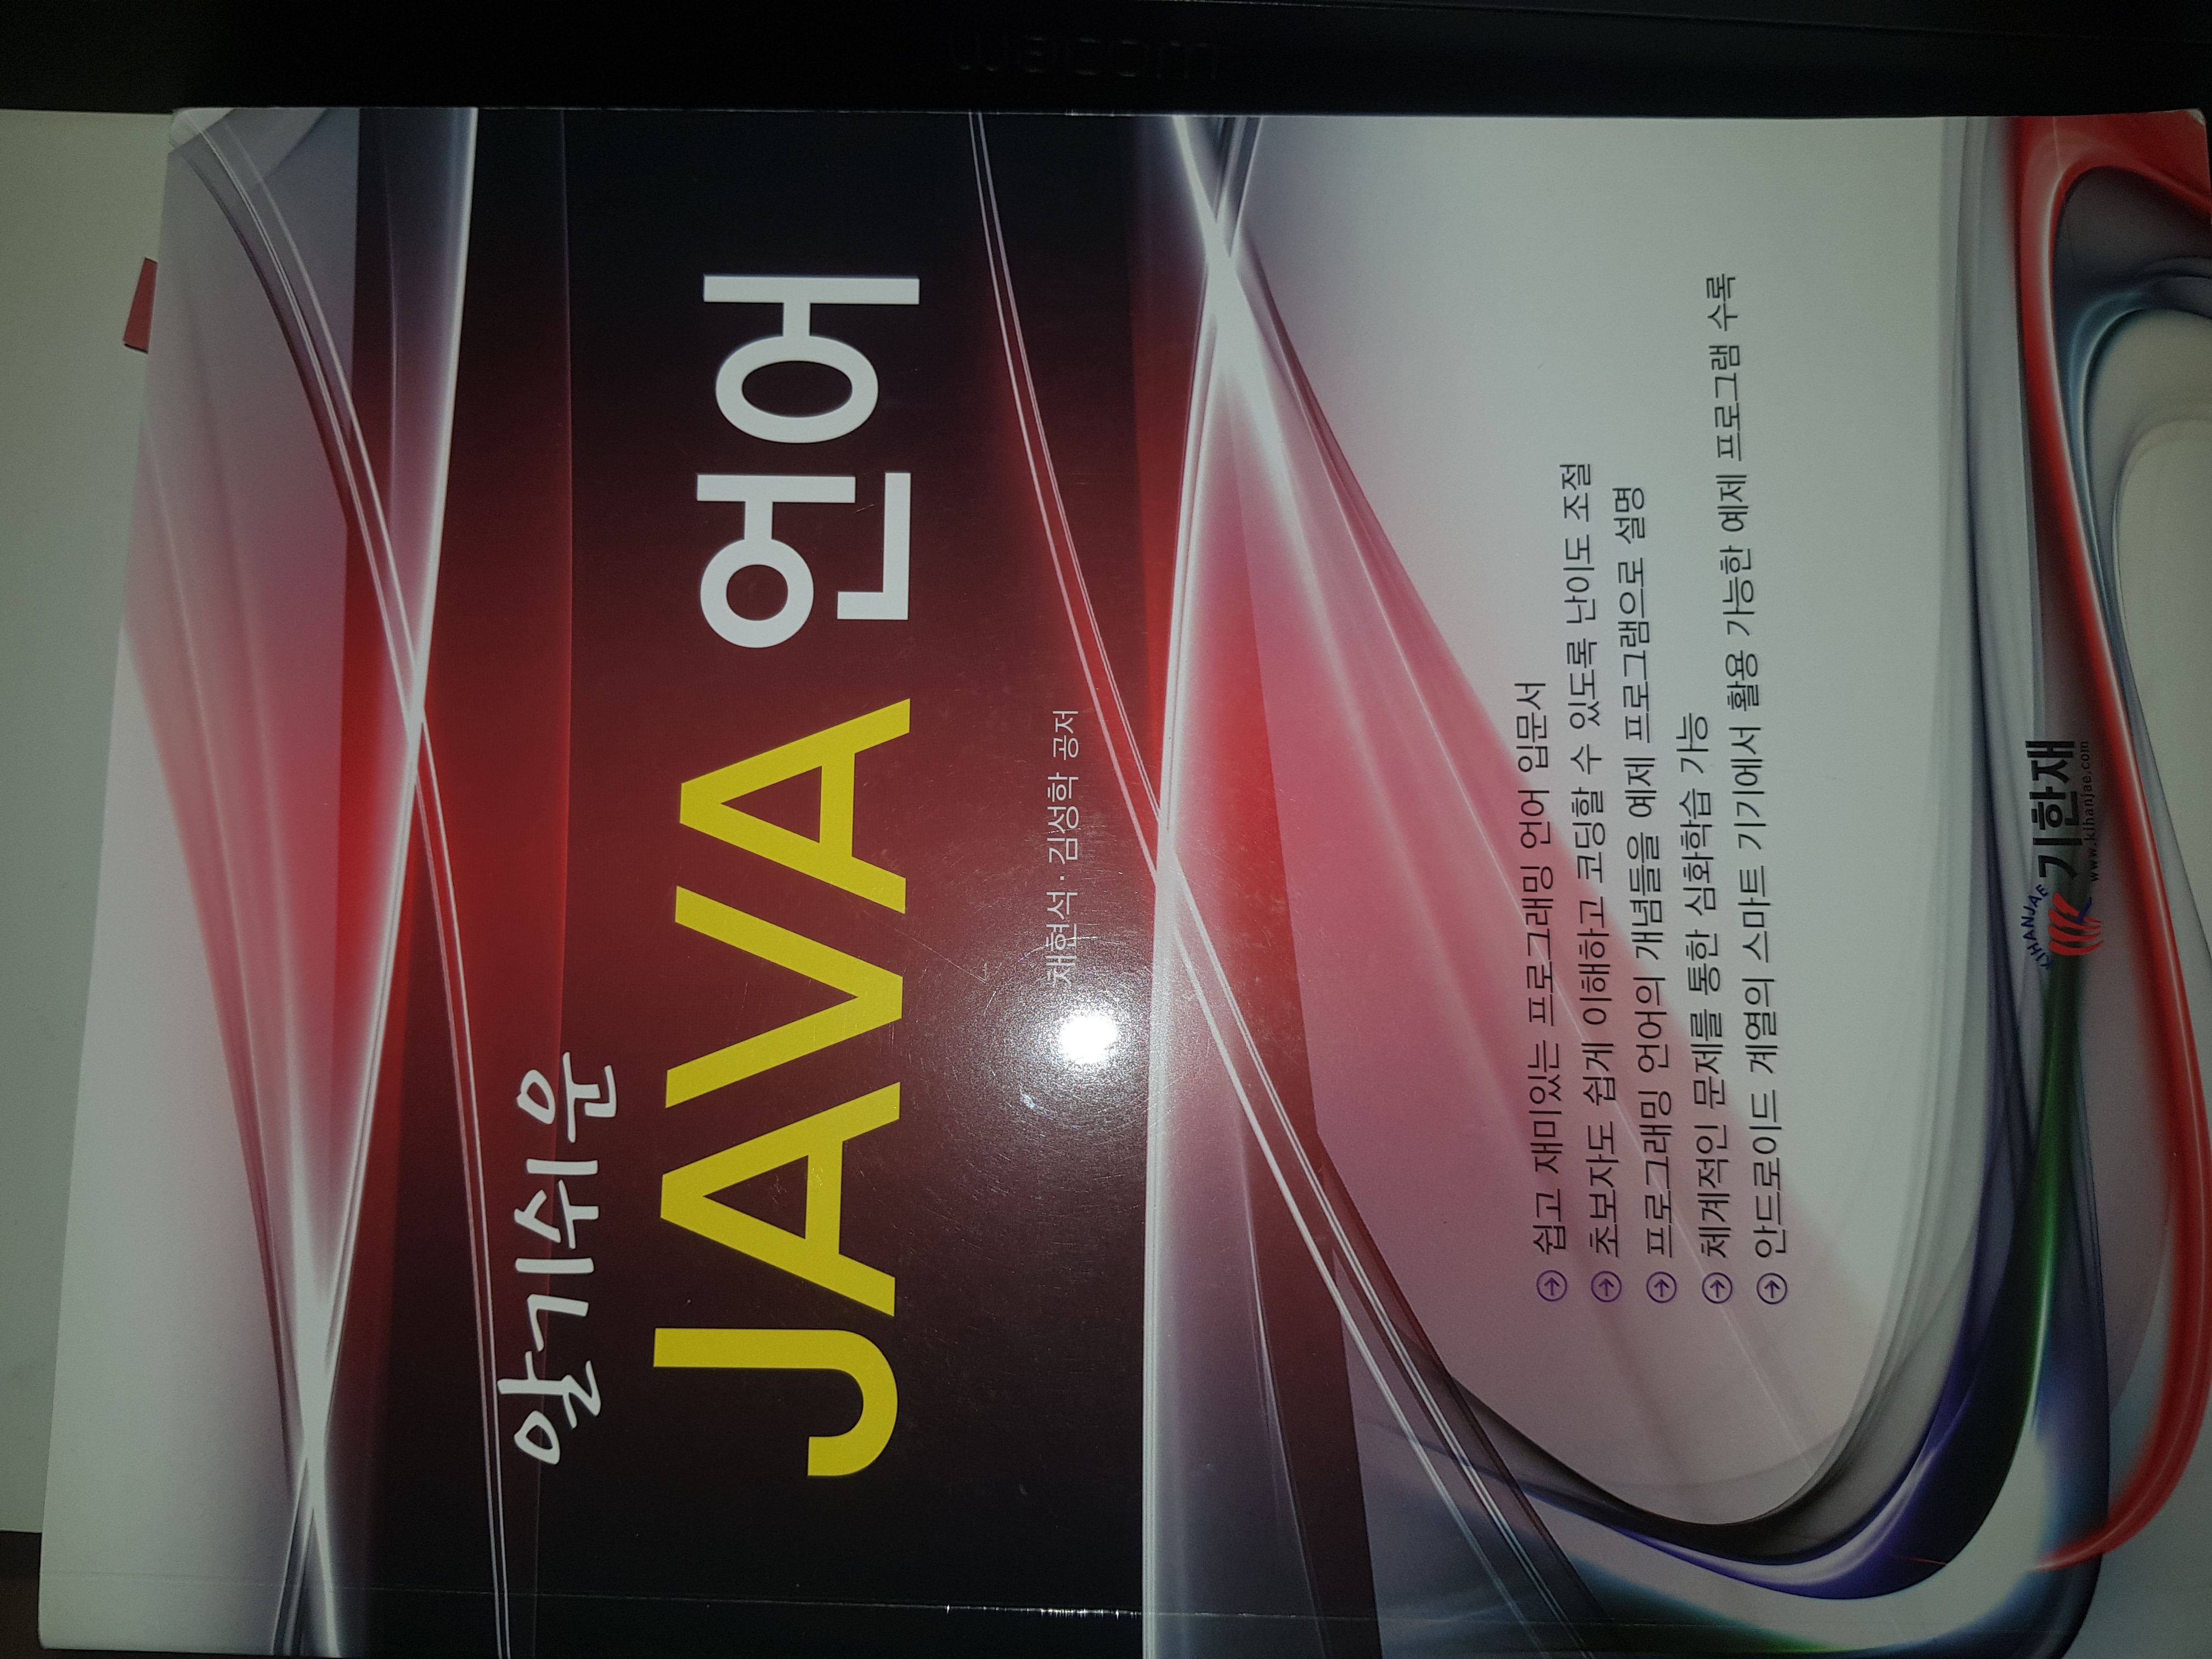 알기쉬운
JAVA 언어
채현석 · 김성학 공저
쉽고 재미있는 프로그래밍 언어 입문서
초보자도 쉽게 이해하고 코딩할 수 있도록 난이도 조절
프로그래밍 언어의 개념들을 예제 프로그램으로 설명
체계적인 문제를 통한 심화학습 가능
안드로이드 계열의 스마트 기기에서 활용 가능한 예제 프로그램 수록
KIHANJAE
기한재
www.kihanjae.com